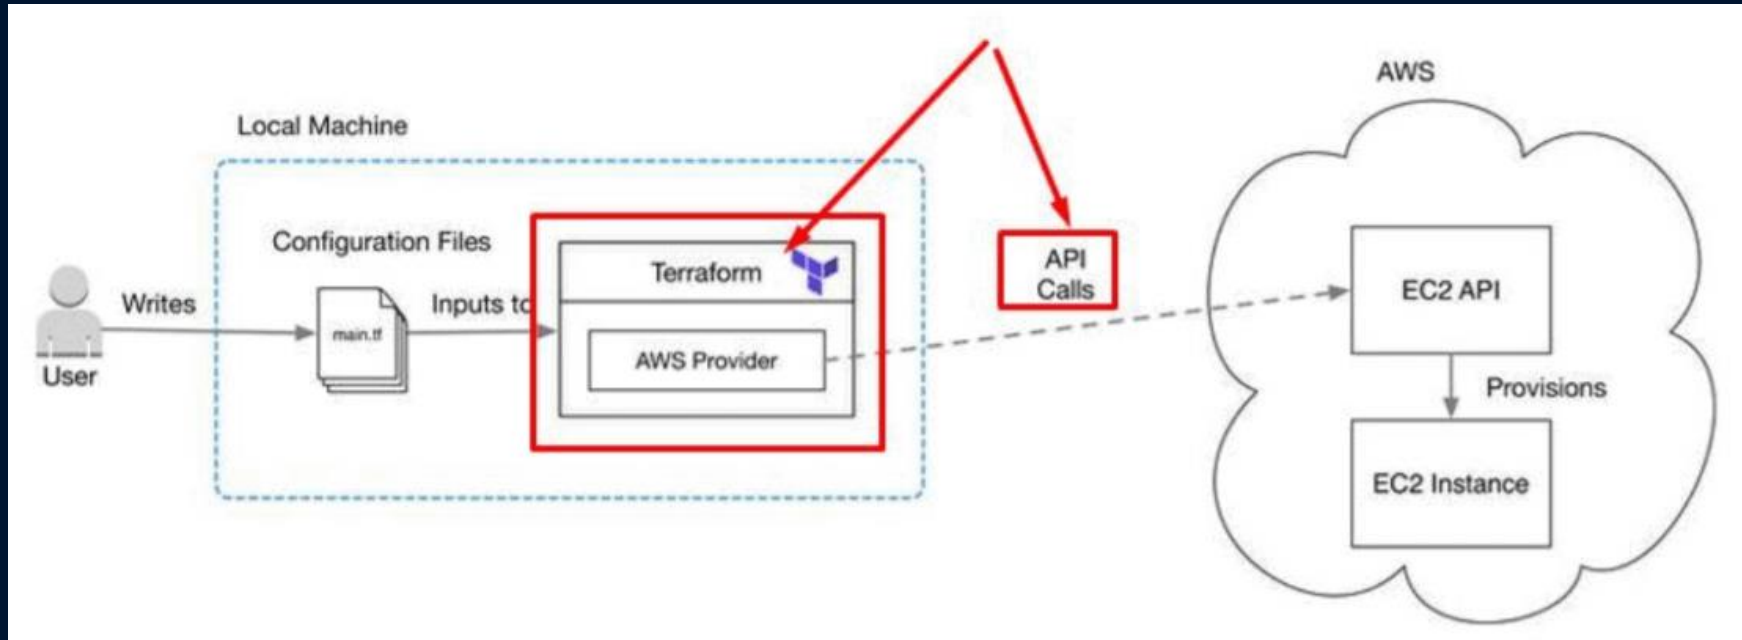 AWS
Local Machine
Configuration Files
Terraform
API
Calls
EC2 API
Writes
Inputs to
main.tf
AWS Provider
User
Provisions
EC2 Instance